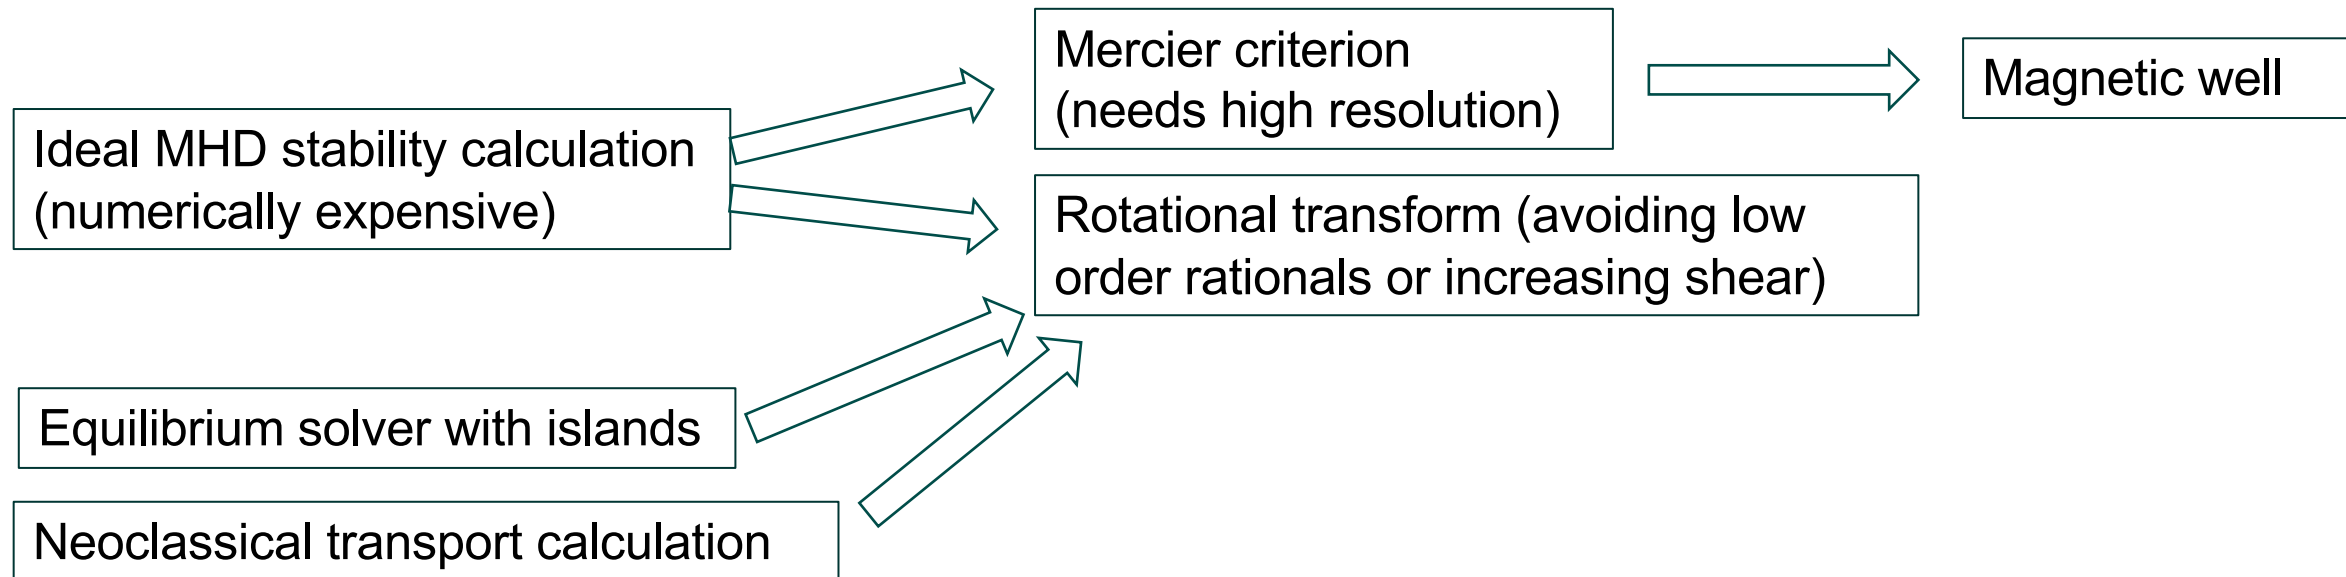 Ideal MHD stability calculation
(numerically expensive)
Mercier criterion
(needs high resolution)
Magnetic well
Rotational transform (avoiding low
order rationals or increasing shear)
Equilibrium solver with islands
Neoclassical transport calculation